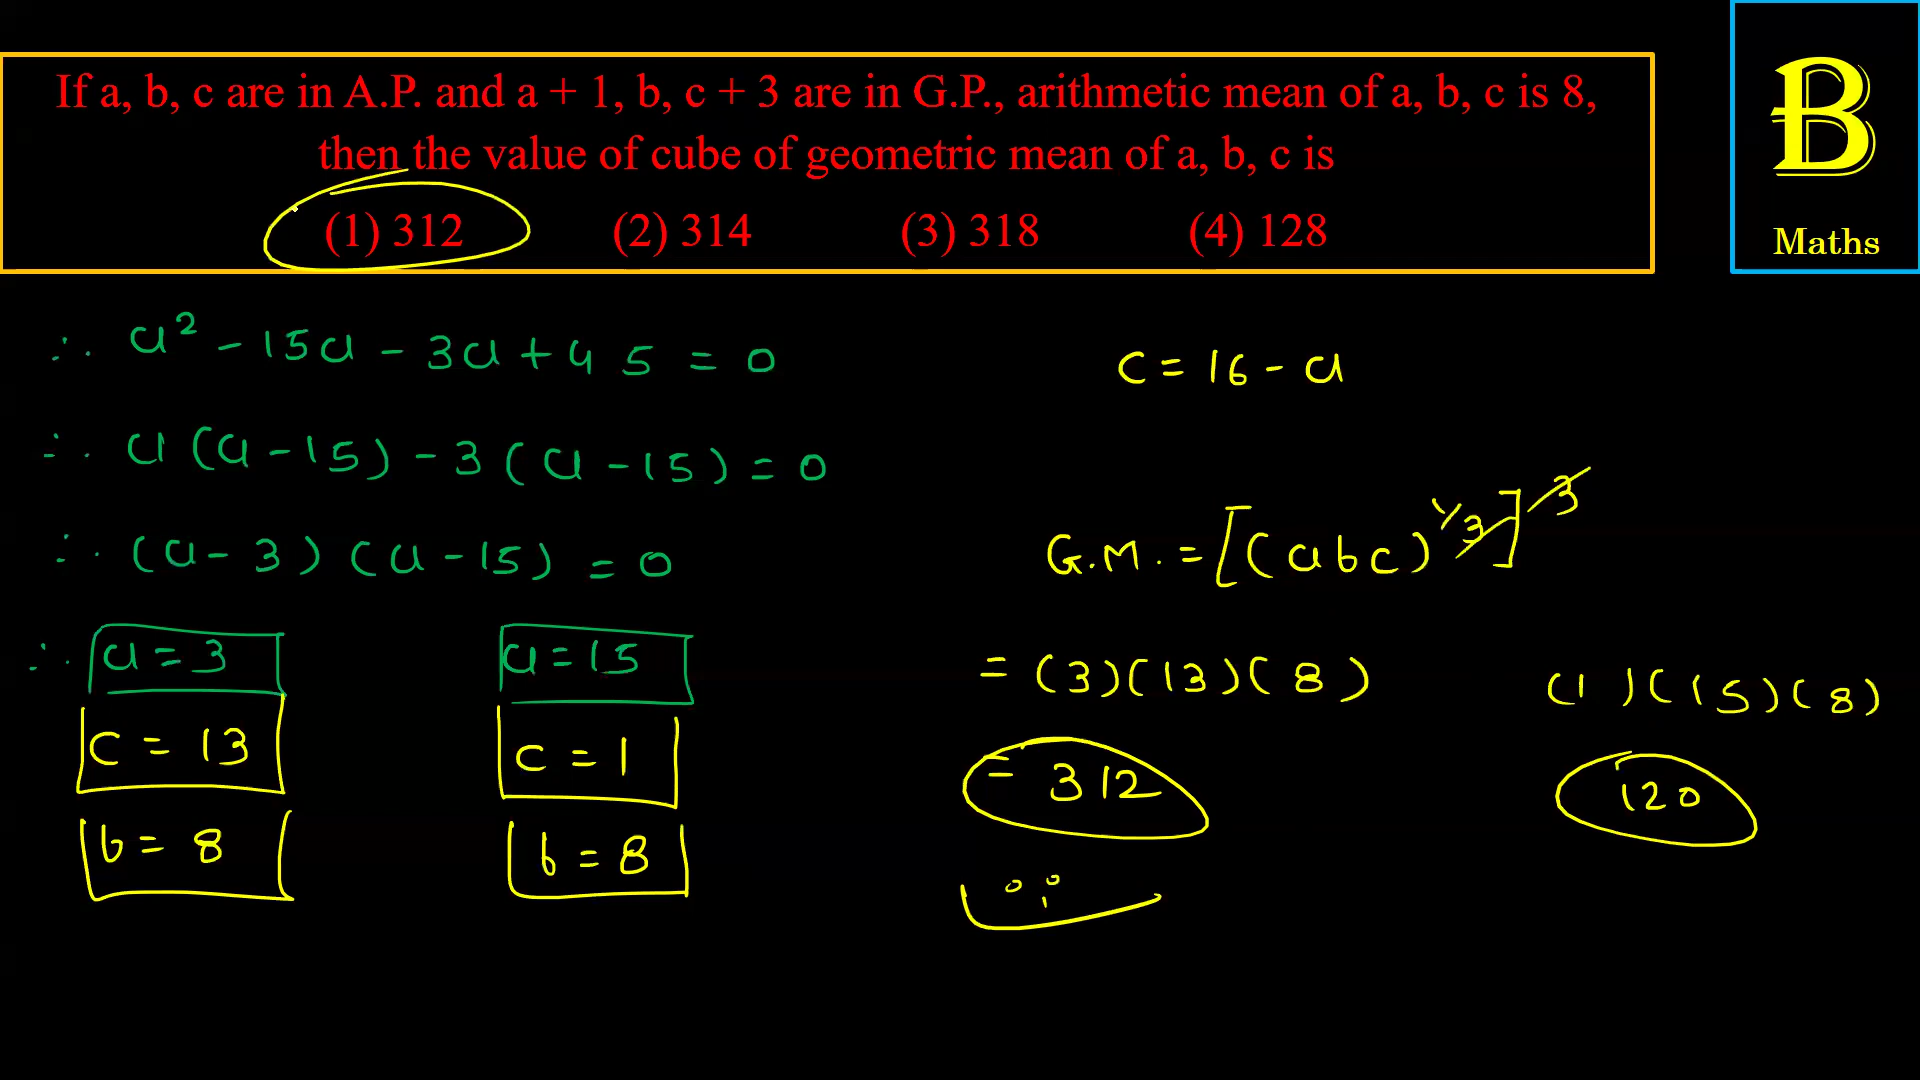 If a, b, c are in A.P. and a + 1, b, c + 3 are in G.P., arithmetic mean of a, b, c is 8,
then the value of cube of geometric mean of a, b, c is
(1) 312 (2) 314 (3) 318 (4) 128
B
Maths
∴ a² - 15a - 3a + 45 = 0
∴ a(a - 15) - 3(a - 15) = 0
∴ (a - 3)(a - 15) = 0
∴ a = 3 a = 15
c = 13 c = 1
b = 8 b = 8
c = 16 - a
G.M. = [(abc)^1/3]^3
= (3)(13)(8) (1)(15)(8)
= 312 120